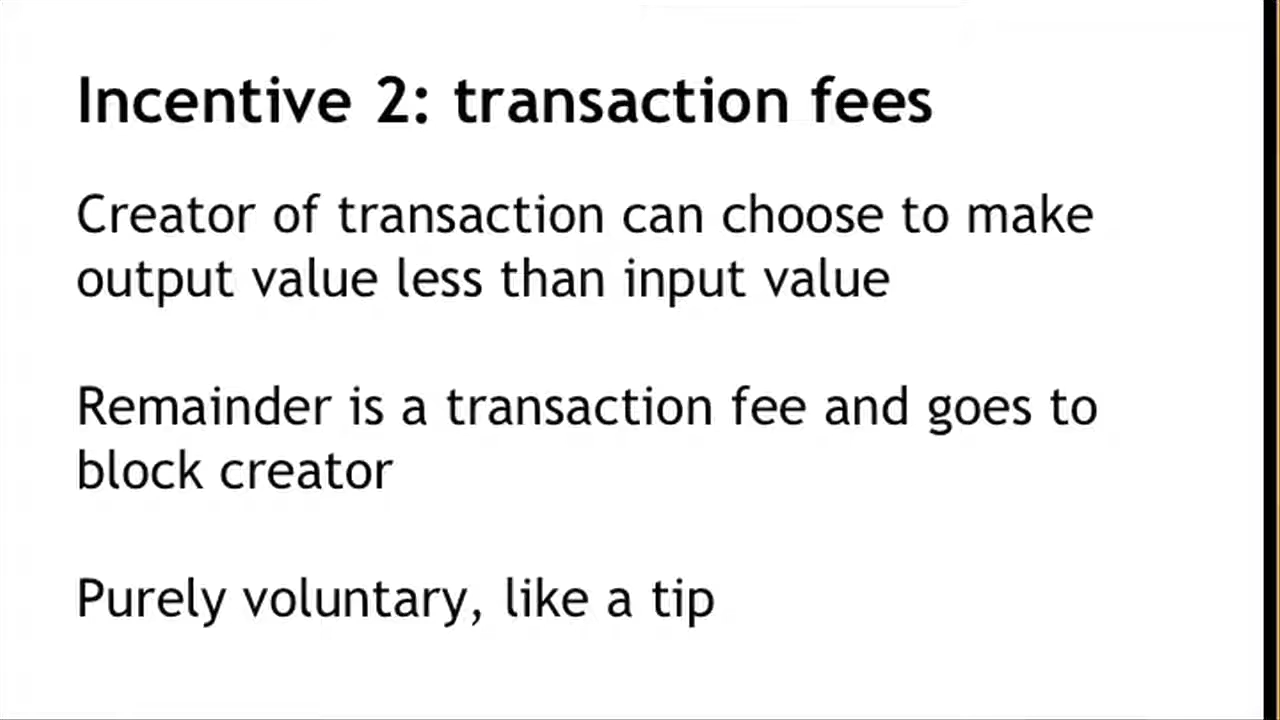 Incentive 2: transaction fees
Creator of transaction can choose to make
output value less than input value
Remainder is a transaction fee and goes to
block creator
Purely voluntary, like a tip